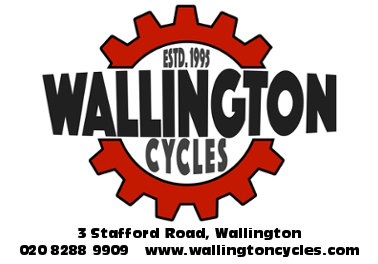 ESTD. 1995
WALLINGTON
CYCLES
3 Stafford Road, Wallington
020 8288 9909 www.wallingtoncycles.com